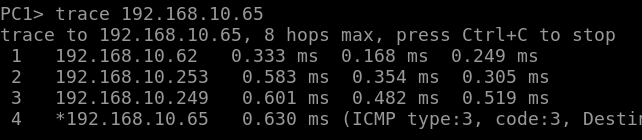 PC1> trace 192.168.10.65
trace to 192.168.10.65, 8 hops max, press Ctrl+C to stop
1 192.168.10.62 0.333 ms 0.168 ms 0.249 ms
2 192.168.10.253 0.583 ms 0.354 ms 0.305 ms
3 192.168.10.249 0.601 ms 0.482 ms 0.519 ms
4 *192.168.10.65 0.630 ms (ICMP type:3, code:3, Destin